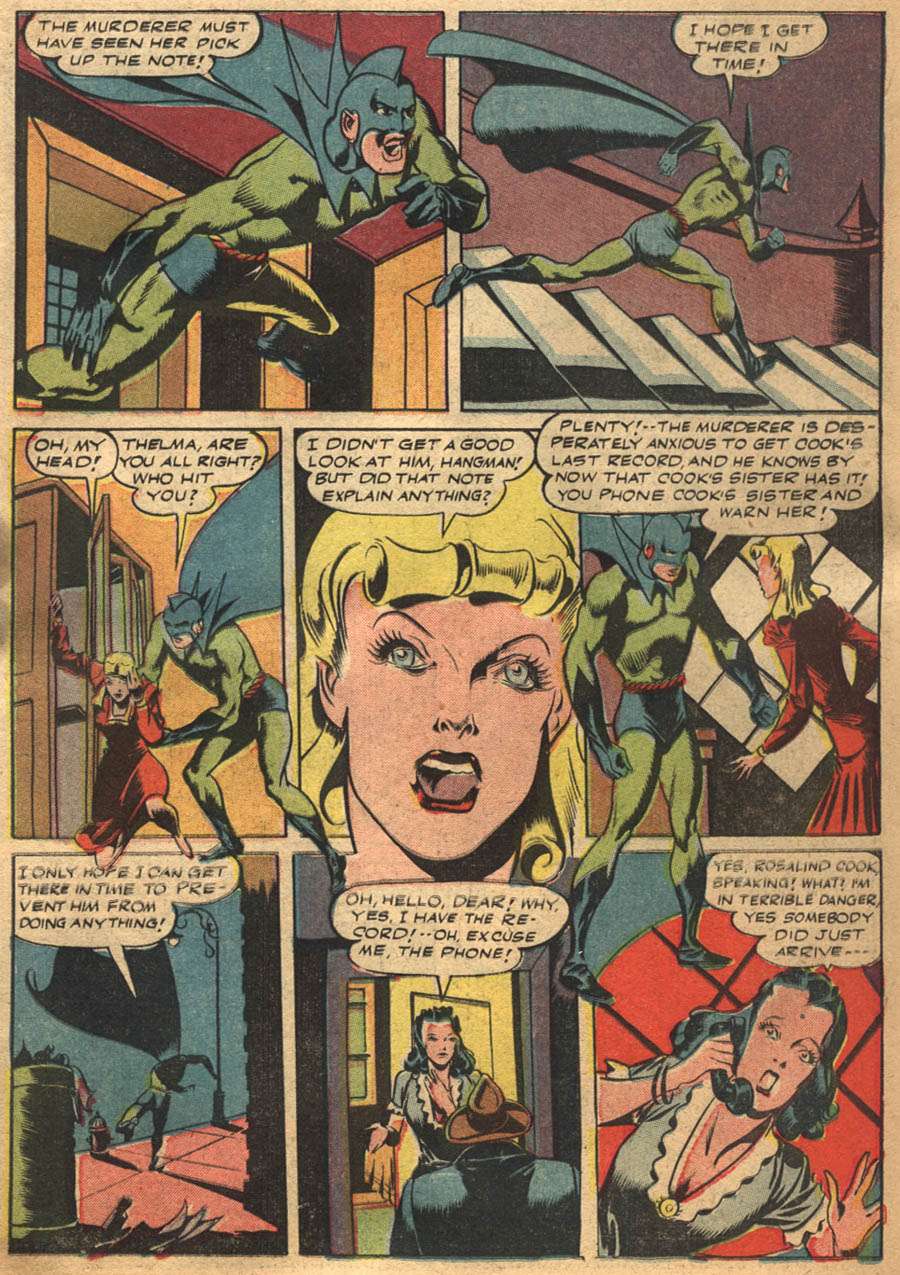 THE MURDERER MUST
HAVE SEEN HER PICK
UP THE NOTE!
I HOPE I GET
THERE IN
TIME!
OH, MY
HEAD!
THELMA, ARE
YOU ALL RIGHT?
WHO HIT
YOU?
I DIDN'T GET A GOOD
LOOK AT HIM, HANGMAN!
BUT DID THAT NOTE
EXPLAIN ANYTHING?
PLENTY!--THE MURDERER IS DES-
PERATELY ANXIOUS TO GET COOK'S
LAST RECORD, AND HE KNOWS BY
NOW THAT COOK'S SISTER HAS IT!
YOU PHONE COOK'S SISTER AND
WARN HER!
I ONLY HOPE I CAN GET
THERE IN TIME TO PRE-
VENT HIM FROM
DOING ANYTHING!
OH, HELLO, DEAR! WHY,
YES, I HAVE THE RE-
CORD!--OH, EXCUSE
ME, THE PHONE!
YES, ROSALIND COOK,
SPEAKING! WHAT! I'M
IN TERRIBLE DANGER,
YES SOMEBODY
DID JUST
ARRIVE---